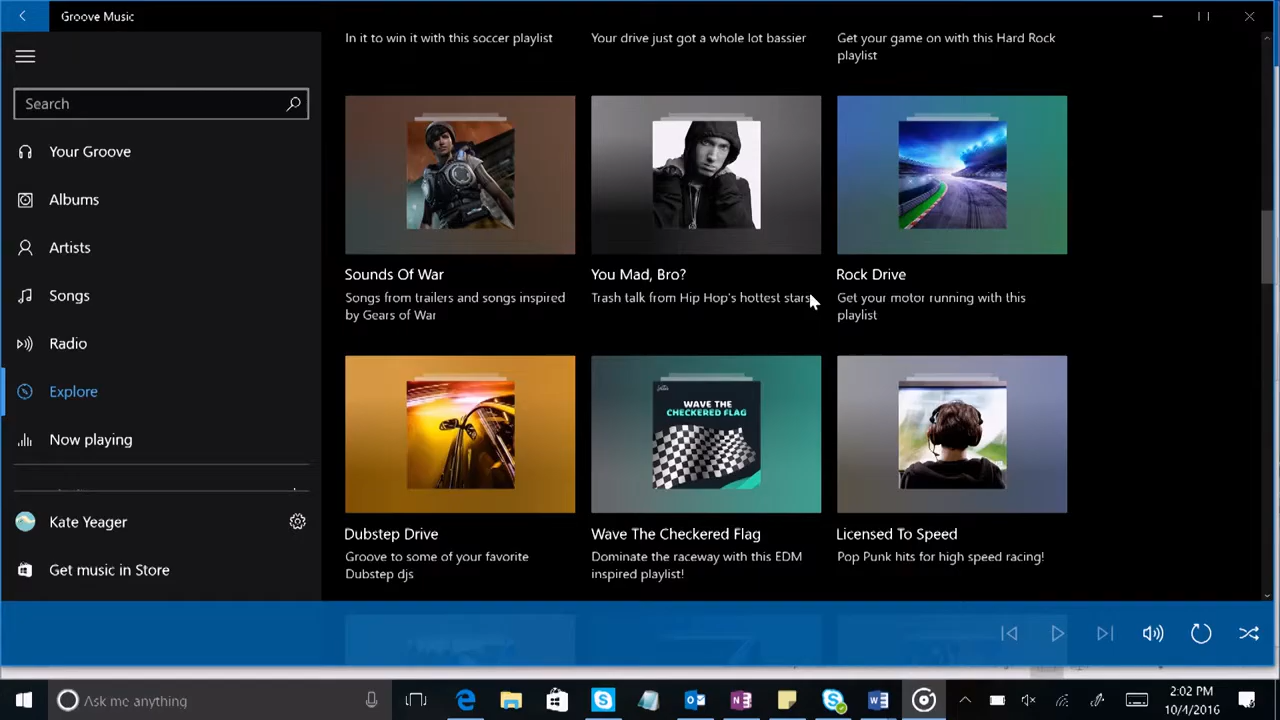 Groove Music
In it to win it with this soccer playlist
Your drive just got a whole lot bassier
Get your game on with this Hard Rock
playlist
Search
Your Groove
Albums
Artists
Songs
Radio
Explore
Now playing
Kate Yeager
Get music in Store
Sounds Of War
Songs from trailers and songs inspired
by Gears of War
You Mad, Bro?
Trash talk from Hip Hop's hottest stars
Rock Drive
Get your motor running with this
playlist
WAVE THE
CHECKERED FLAG
Dubstep Drive
Groove to some of your favorite
Dubstep djs
Wave The Checkered Flag
Dominate the raceway with this EDM
inspired playlist!
Licensed To Speed
Pop Punk hits for high speed racing!
Ask me anything
2:02 PM
10/4/2016